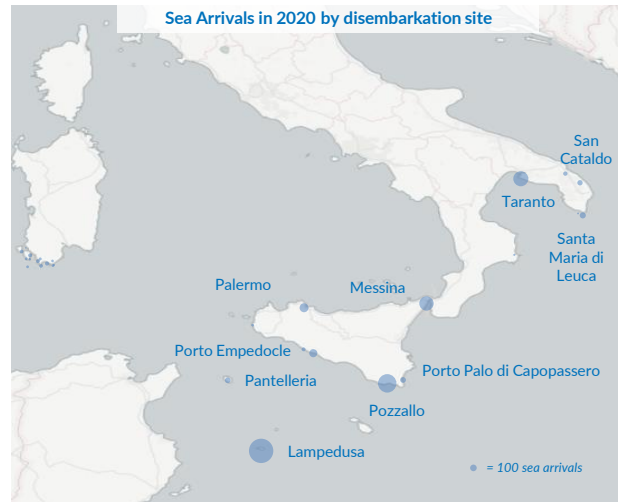 Sea Arrivals in 2020 by disembarkation site
San
Cataldo
Taranto
Santa
Maria di
Leuca
Palermo
Messina
Porto Empedocle
Porto Palo di Capopassero
Pantelleria
Pozzallo
Lampedusa
= 100 sea arrivals